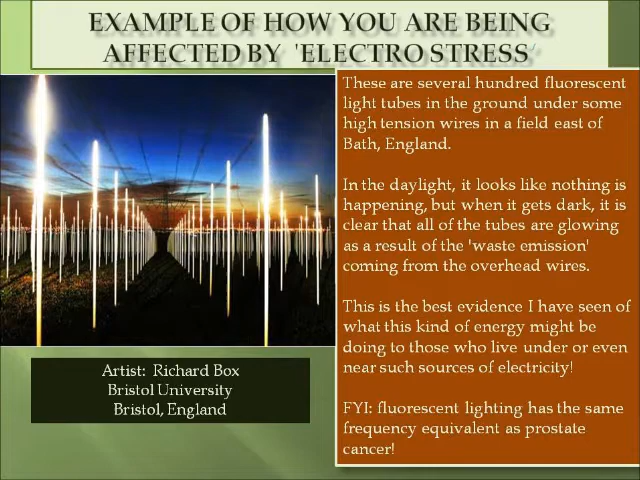 EXAMPLE OF HOW YOU ARE BEING
AFFECTED BY 'ELECTRO STRESS'
These are several hundred fluorescent
light tubes in the ground under some
high tension wires in a field east of
Bath, England.
In the daylight, it looks like nothing is
happening, but when it gets dark, it is
clear that all of the tubes are glowing
as a result of the 'waste emission'
coming from the overhead wires.
This is the best evidence I have seen of
what this kind of energy might be
doing to those who live under or even
near such sources of electricity!
FYI: fluorescent lighting has the same
frequency equivalent as prostate
cancer!
Artist: Richard Box
Bristol University
Bristol, England